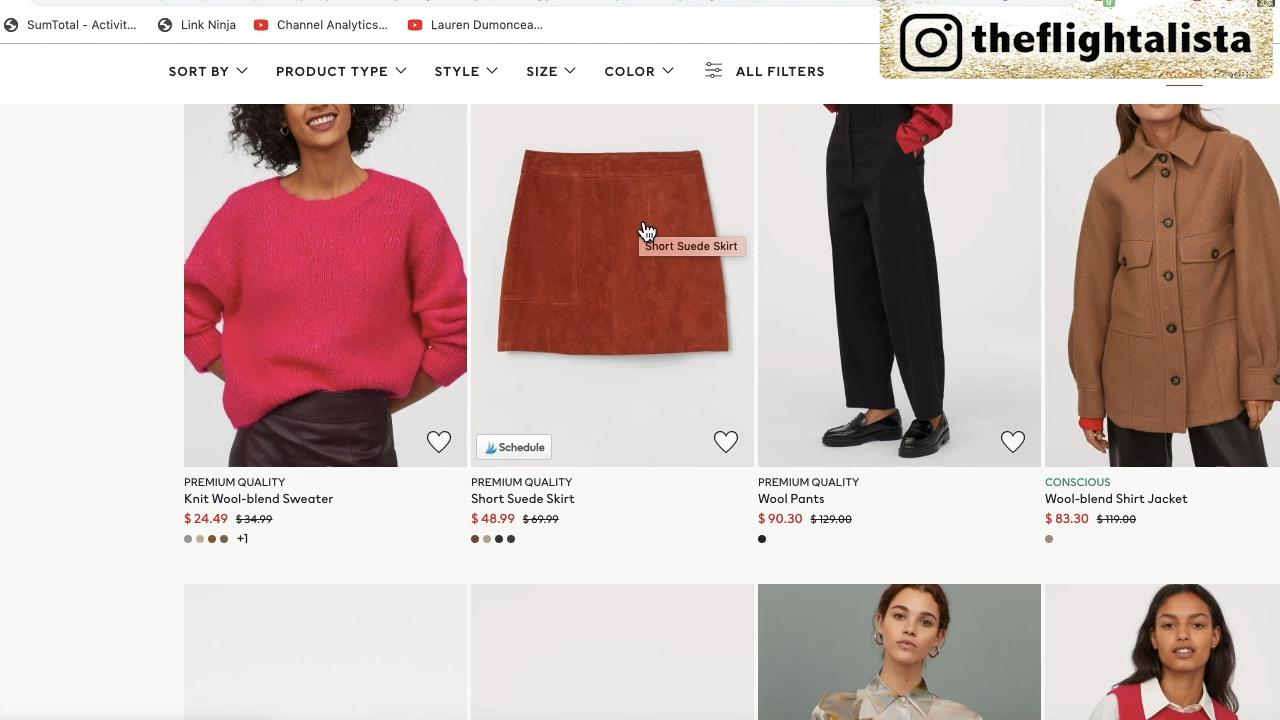 SumTotal - Activit...
Link Ninja
Channel Analytics...
Lauren Dumoncea...
theflightalista
SORT BY
PRODUCT TYPE
STYLE
SIZE
COLOR
ALL FILTERS
Short Suede Skirt
Schedule
PREMIUM QUALITY
Knit Wool-blend Sweater
$ 24.49 $ 34.99
+1
PREMIUM QUALITY
Short Suede Skirt
$ 48.99 $ 69.99
PREMIUM QUALITY
Wool Pants
$ 90.30 $ 129.00
CONSCIOUS
Wool-blend Shirt Jacket
$ 83.30 $ 119.00